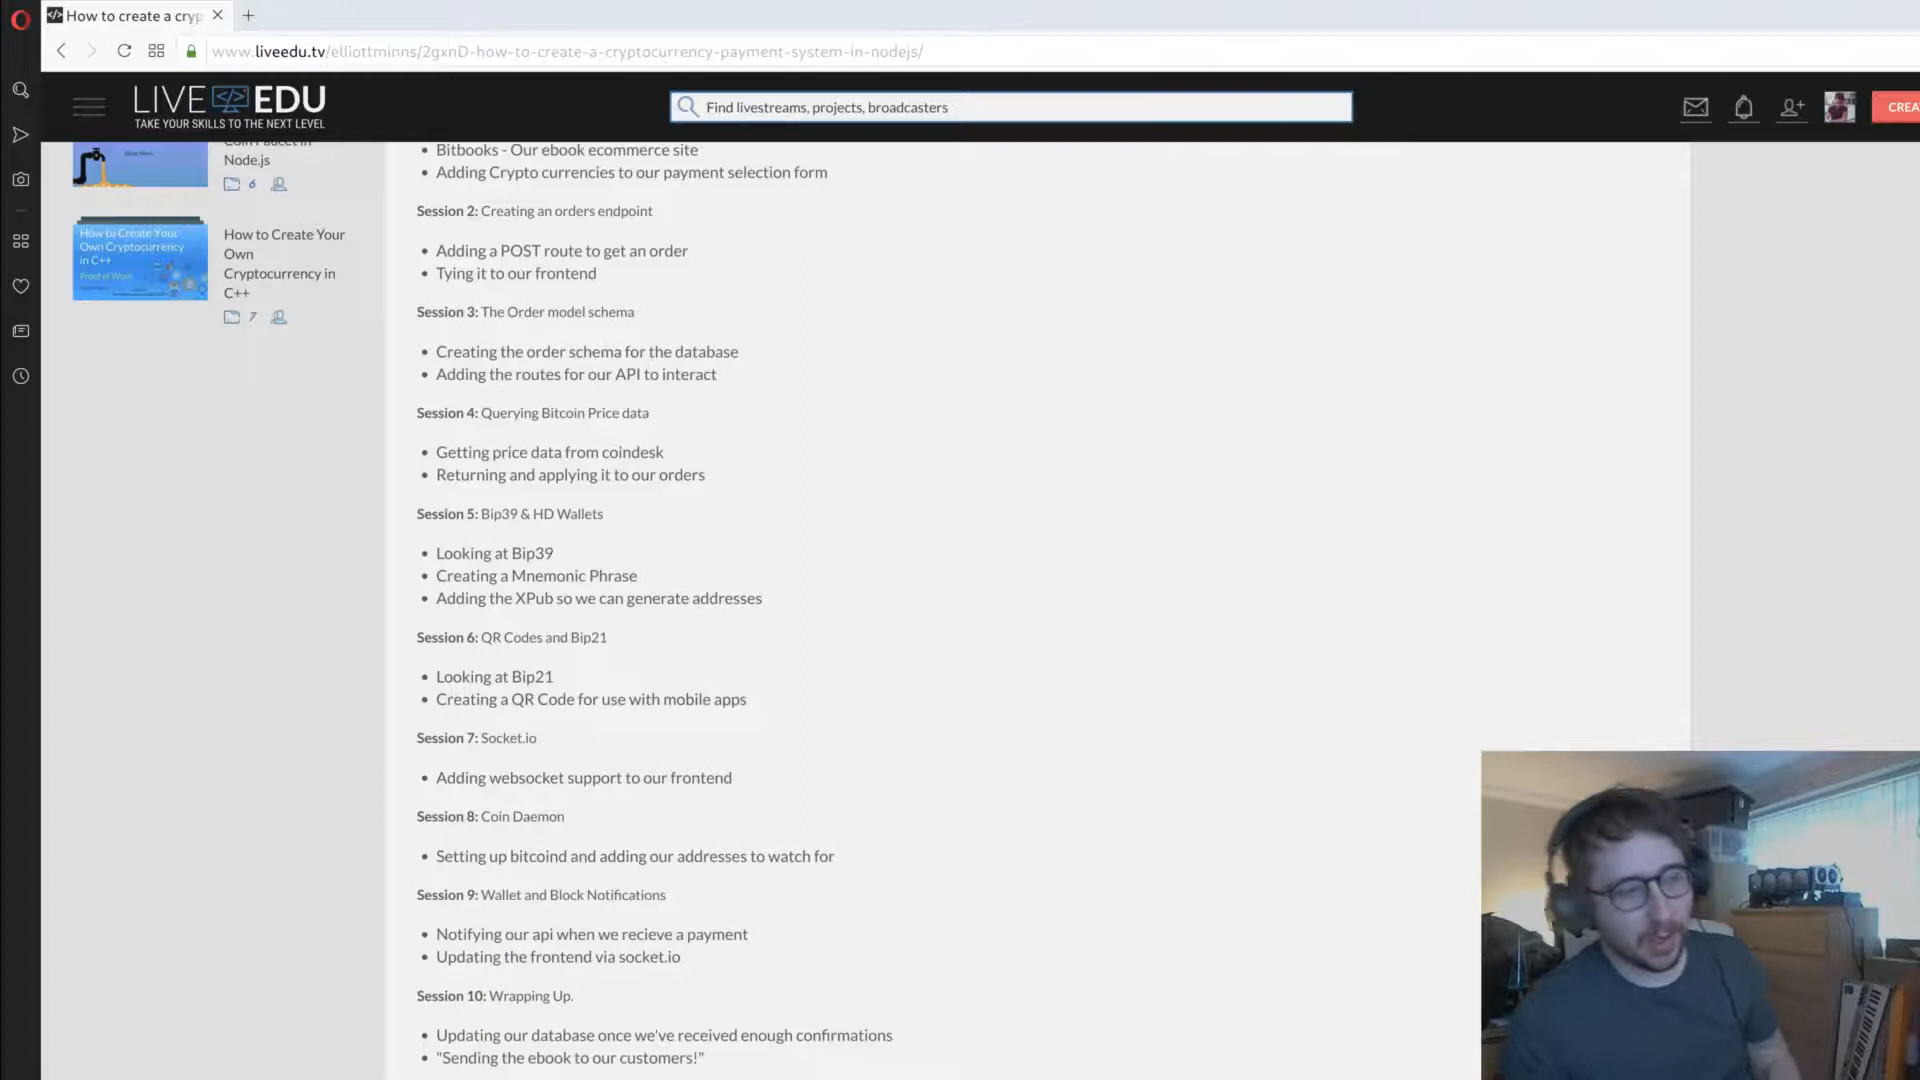 How to create a cryp
www.liveedu.tv/elliottminns/2gxnD-how-to-create-a-cryptocurrency-payment-system-in-nodejs/
LIVE EDU
TAKE YOUR SKILLS TO THE NEXT LEVEL
Find livestreams, projects, broadcasters
CREA
Coin Faucet in
Node.js
6
How to Create Your
Own Cryptocurrency
in C++
Proof of Work
How to Create Your
Own
Cryptocurrency in
C++
7
Bitbooks - Our ebook ecommerce site
Adding Crypto currencies to our payment selection form
Session 2: Creating an orders endpoint
Adding a POST route to get an order
Tying it to our frontend
Session 3: The Order model schema
Creating the order schema for the database
Adding the routes for our API to interact
Session 4: Querying Bitcoin Price data
Getting price data from coindesk
Returning and applying it to our orders
Session 5: Bip39 & HD Wallets
Looking at Bip39
Creating a Mnemonic Phrase
Adding the XPub so we can generate addresses
Session 6: QR Codes and Bip21
Looking at Bip21
Creating a QR Code for use with mobile apps
Session 7: Socket.io
Adding websocket support to our frontend
Session 8: Coin Daemon
Setting up bitcoind and adding our addresses to watch for
Session 9: Wallet and Block Notifications
Notifying our api when we recieve a payment
Updating the frontend via socket.io
Session 10: Wrapping Up.
Updating our database once we've received enough confirmations
"Sending the ebook to our customers!"